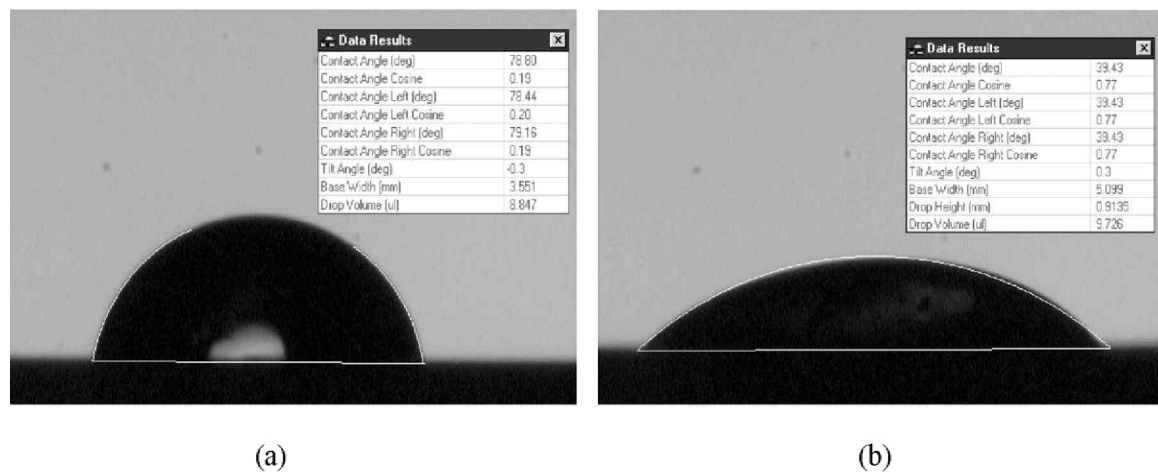 Data Results
Contact Angle (deg) 78.80
Contact Angle Cosine 0.19
Contact Angle Left (deg) 78.44
Contact Angle Left Cosine 0.20
Contact Angle Right (deg) 79.16
Contact Angle Right Cosine 0.19
Tilt Angle (deg) -0.3
Base Width (mm) 3.551
Drop Volume (ul) 8.847
Data Results
Contact Angle (deg) 39.43
Contact Angle Cosine 0.77
Contact Angle Left (deg) 39.43
Contact Angle Left Cosine 0.77
Contact Angle Right (deg) 39.43
Contact Angle Right Cosine 0.77
Tilt Angle (deg) 0.3
Base Width (mm) 5.099
Drop Height (mm) 0.9135
Drop Volume (ul) 9.726
(a)
(b)